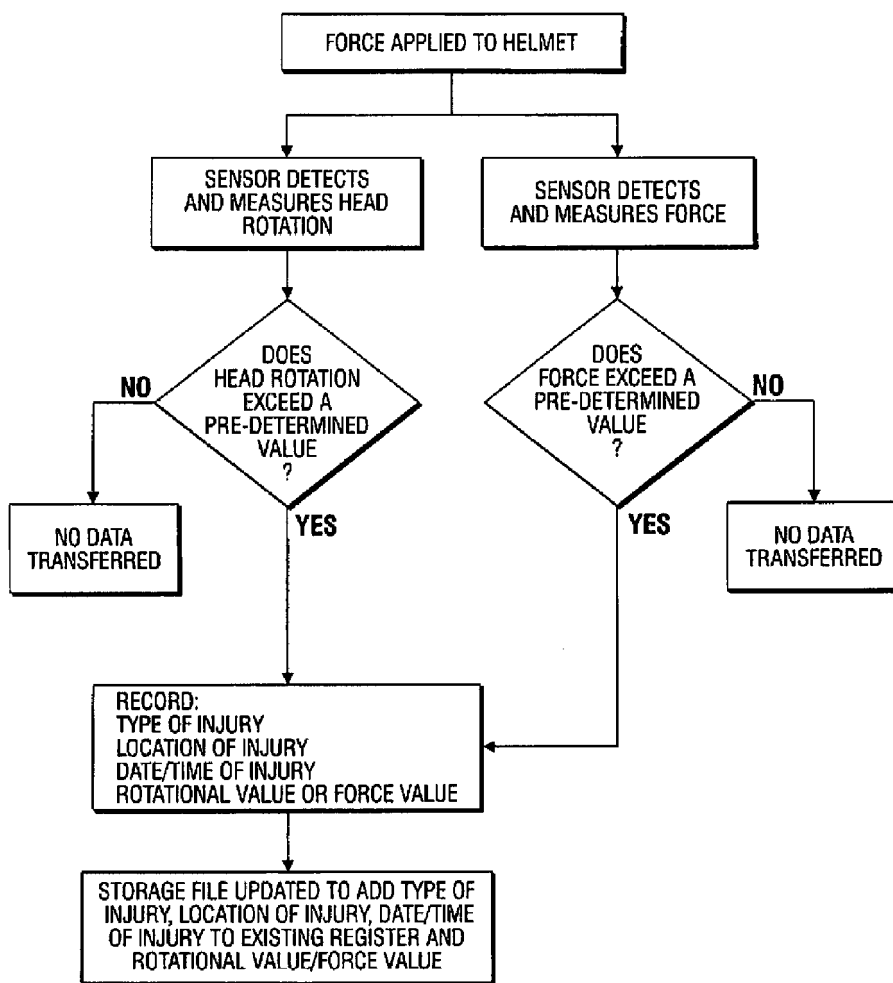 FORCE APPLIED TO HELMET
SENSOR DETECTS
AND MEASURES HEAD
ROTATION
SENSOR DETECTS
AND MEASURES FORCE
DOES
HEAD ROTATION
EXCEED A
PRE-DETERMINED
VALUE
?
NO
YES
DOES
FORCE EXCEED A
PRE-DETERMINED
VALUE
?
NO
YES
NO DATA
TRANSFERRED
NO DATA
TRANSFERRED
RECORD:
TYPE OF INJURY
LOCATION OF INJURY
DATE/TIME OF INJURY
ROTATIONAL VALUE OR FORCE VALUE
STORAGE FILE UPDATED TO ADD TYPE OF
INJURY, LOCATION OF INJURY, DATE/TIME
OF INJURY TO EXISTING REGISTER AND
ROTATIONAL VALUE/FORCE VALUE